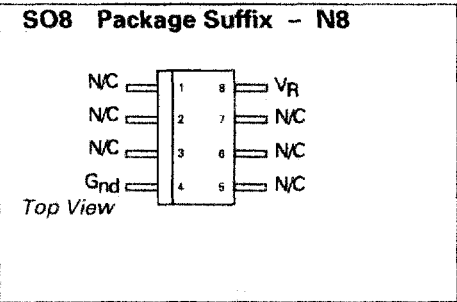 SO8 Package Suffix – N8
N/C 1 8 VR
N/C 2 7 N/C
N/C 3 6 N/C
Gnd 4 5 N/C
Top View